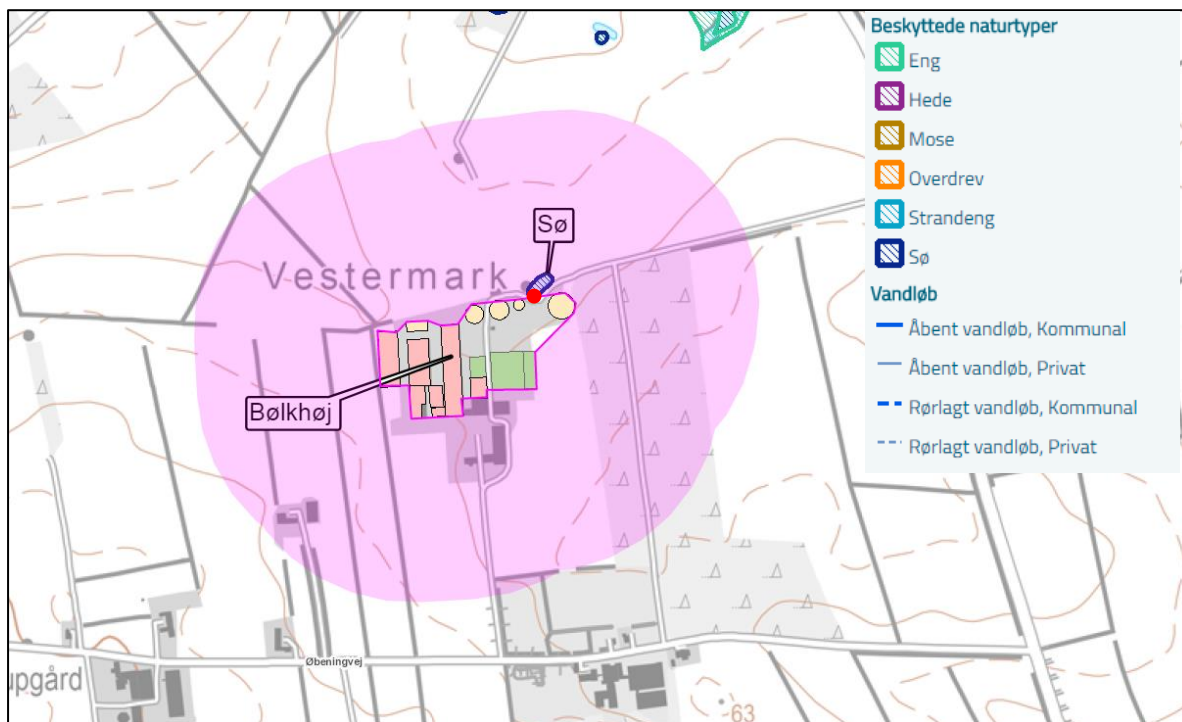 Beskyttede naturtyper
Eng
Hede
Mose
Overdrev
Strandeng
Sø
Vandløb
Åbent vandløb, Kommunal
Åbent vandløb, Privat
Rørlagt vandløb, Kommunal
Rørlagt vandløb, Privat
Sø
Vestermark
Bølkhøj
Øbeningvej
upgård
63